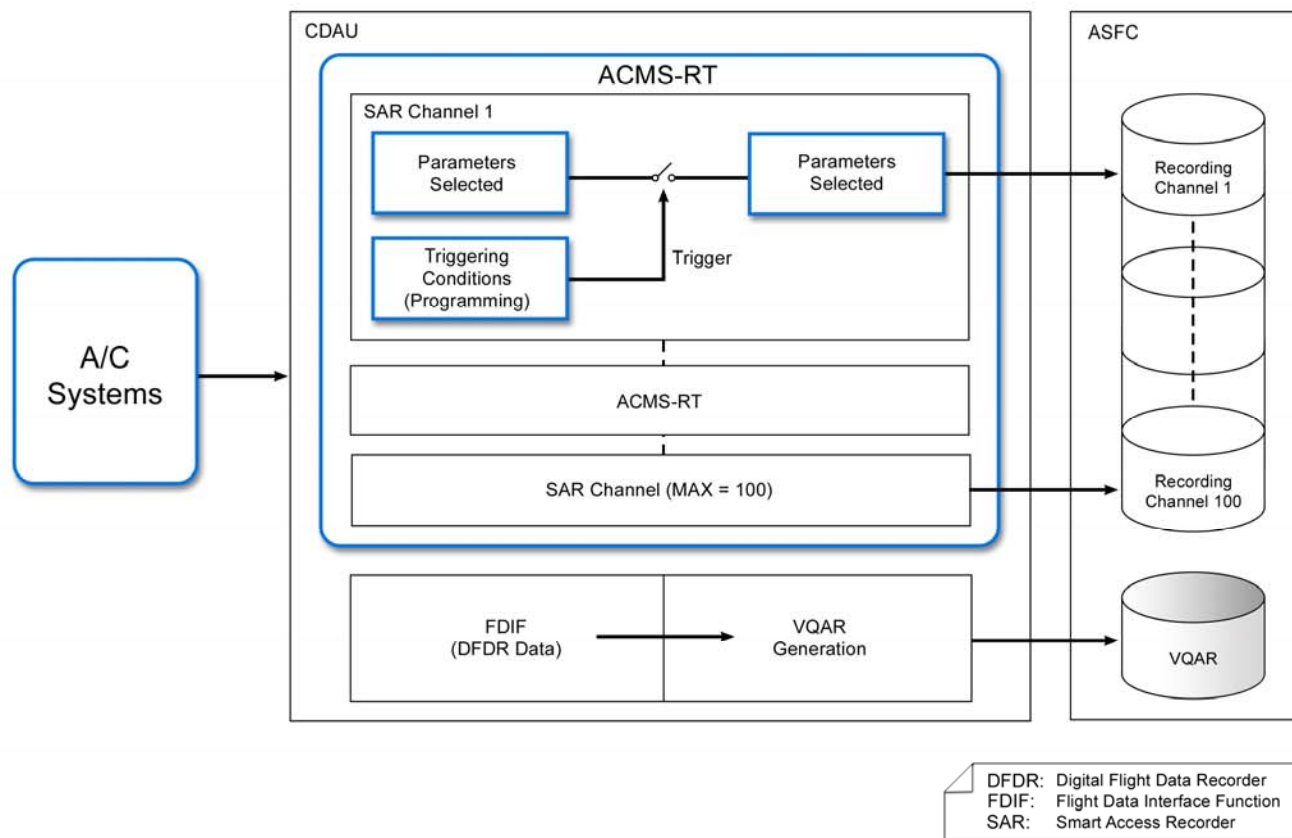 CDAU
ASFC
ACMS-RT
SAR Channel 1
Parameters
Selected
Parameters
Selected
Recording
Channel 1
Triggering
Conditions
(Programming)
Trigger
A/C
Systems
ACMS-RT
SAR Channel (MAX = 100)
Recording
Channel 100
FDIF
(DFDR Data)
VQAR
Generation
VQAR
DFDR: Digital Flight Data Recorder
FDIF: Flight Data Interface Function
SAR: Smart Access Recorder